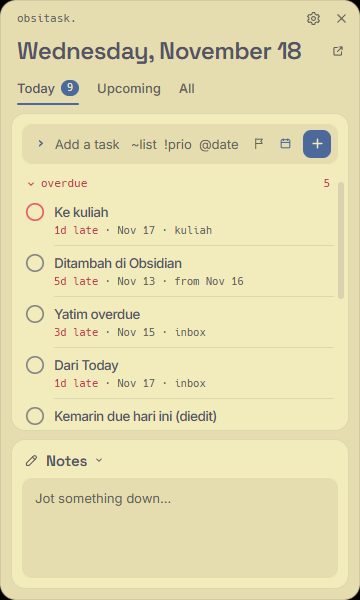 obsitask.
Wednesday, November 18
Today 9 Upcoming All
Add a task ~list !prio @date
overdue 5
Ke kuliah
1d late · Nov 17 · kuliah
Ditambah di Obsidian
5d late · Nov 13 · from Nov 16
Yatim overdue
3d late · Nov 15 · inbox
Dari Today
1d late · Nov 17 · inbox
Kemarin due hari ini (diedit)
Notes
Jot something down...